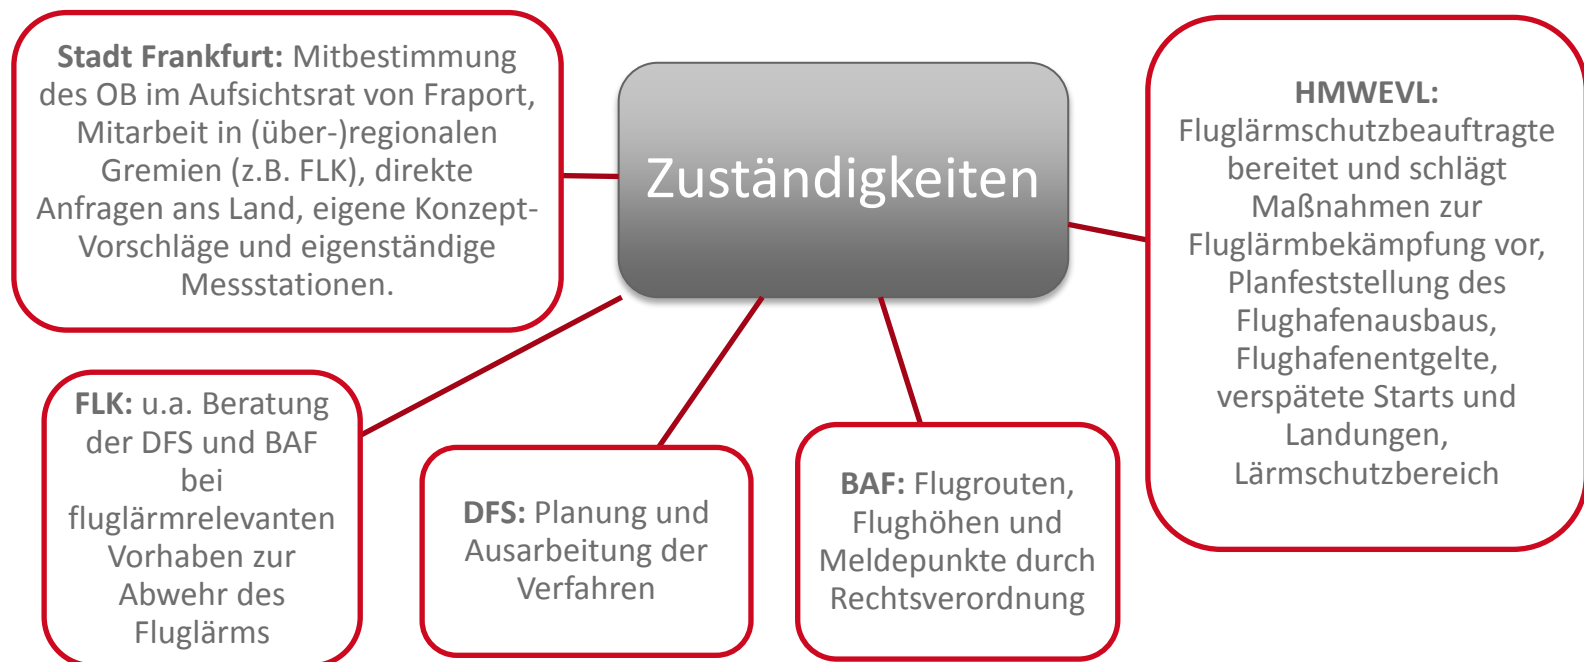 Stadt Frankfurt: Mitbestimmung
des OB im Aufsichtsrat von Fraport,
Mitarbeit in (über-)regionalen
Gremien (z.B. FLK), direkte
Anfragen ans Land, eigene Konzept-
Vorschläge und eigenständige
Messstationen.
Zuständigkeiten
HMWEVL:
Fluglärmschutzbeauftragte
bereitet und schlägt
Maßnahmen zur
Fluglärmbekämpfung vor,
Planfeststellung des
Flughafenausbaus,
Flughafenentgelte,
verspätete Starts und
Landungen,
Lärmschutzbereich
FLK: u.a. Beratung
der DFS und BAF
bei
fluglärmrelevanten
Vorhaben zur
Abwehr des
Fluglärms
DFS: Planung und
Ausarbeitung der
Verfahren
BAF: Flugrouten,
Flughöhen und
Meldepunkte durch
Rechtsverordnung